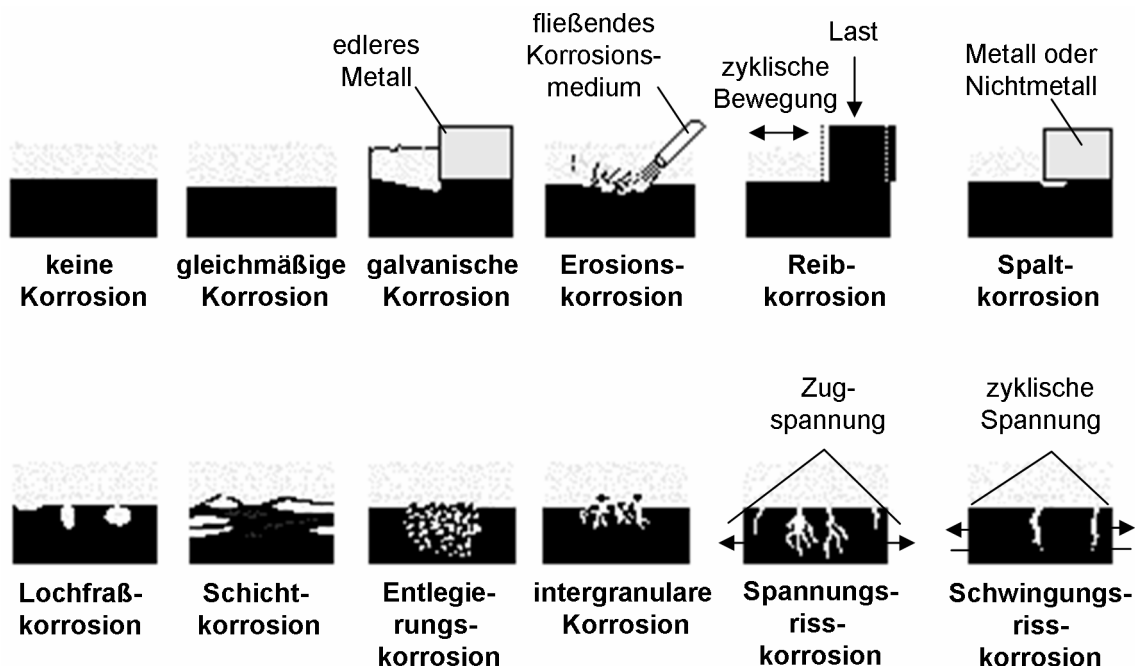 edleres
Metall
fließendes
Korrosions-
medium
zyklische
Bewegung
Last
Metall oder
Nichtmetall
keine
Korrosion
gleichmäßige
Korrosion
galvanische
Korrosion
Erosions-
korrosion
Reib-
korrosion
Spalt-
korrosion
Zug-
spannung
zyklische
Spannung
Lochfraß-
korrosion
Schicht-
korrosion
Entlegie-
rungs-
korrosion
intergranulare
Korrosion
Spannungs-
riss-
korrosion
Schwingungs-
riss-
korrosion